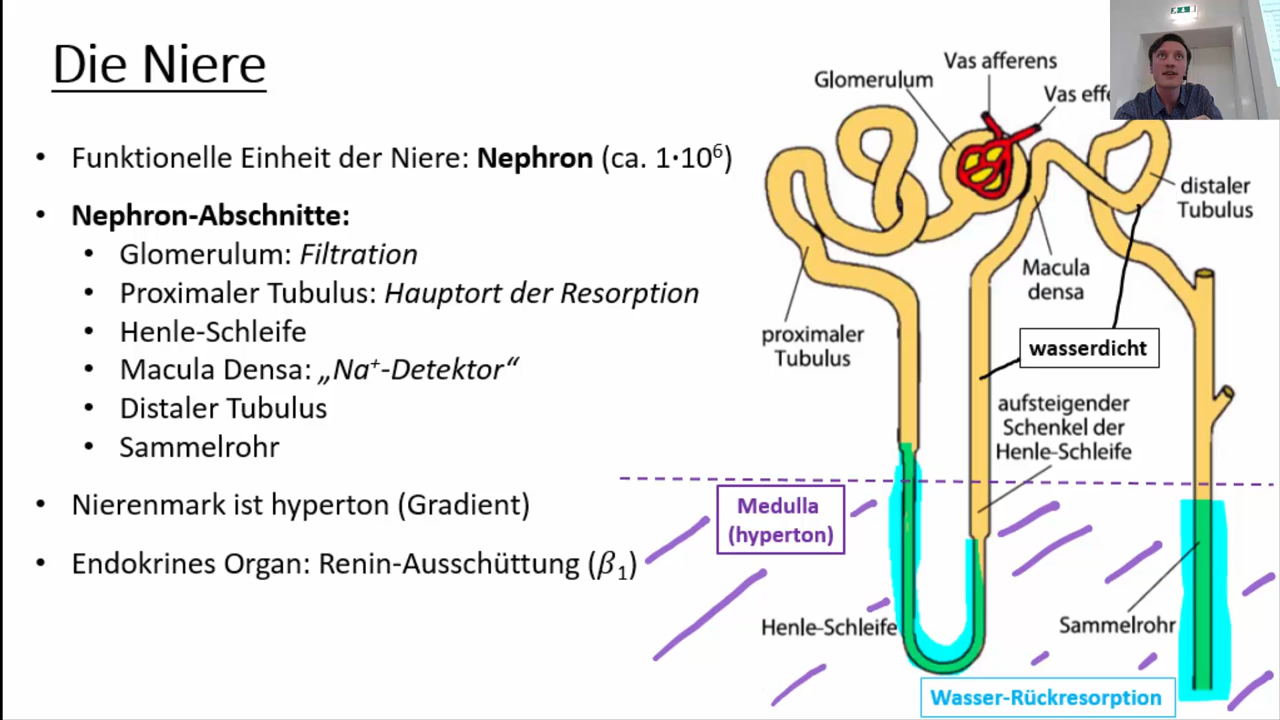 Die Niere
• Funktionelle Einheit der Niere: Nephron (ca. 1·10⁶)
• Nephron-Abschnitte:
• Glomerulum: Filtration
• Proximaler Tubulus: Hauptort der Resorption
• Henle-Schleife
• Macula Densa: „Na⁺-Detektor“
• Distaler Tubulus
• Sammelrohr
• Nierenmark ist hyperton (Gradient)
• Endokrines Organ: Renin-Ausschüttung (β₁)
Vas afferens
Glomerulum
Vas effe
distaler
Tubulus
Macula
densa
proximaler
Tubulus
wasserdicht
aufsteigender
Schenkel der
Henle-Schleife
Medulla
(hyperton)
Henle-Schleife
Sammelrohr
Wasser-Rückresorption